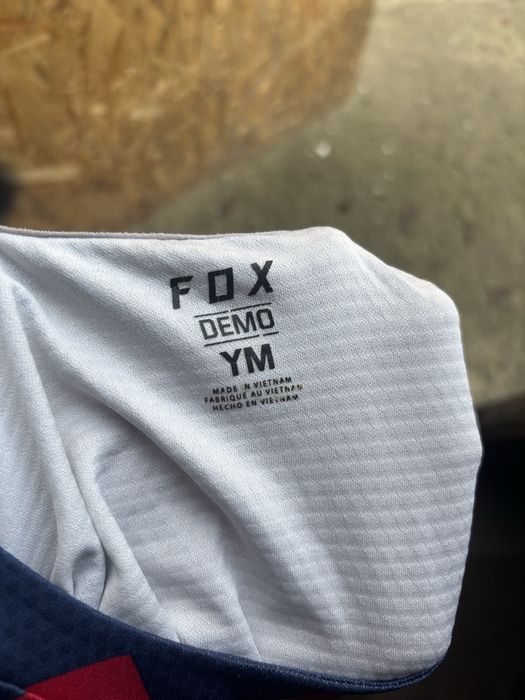 FOX
DEMO
YM
MADE IN VIETNAM
FABRIQUÉ AU VIETNAM
HECHO EN VIETNAM